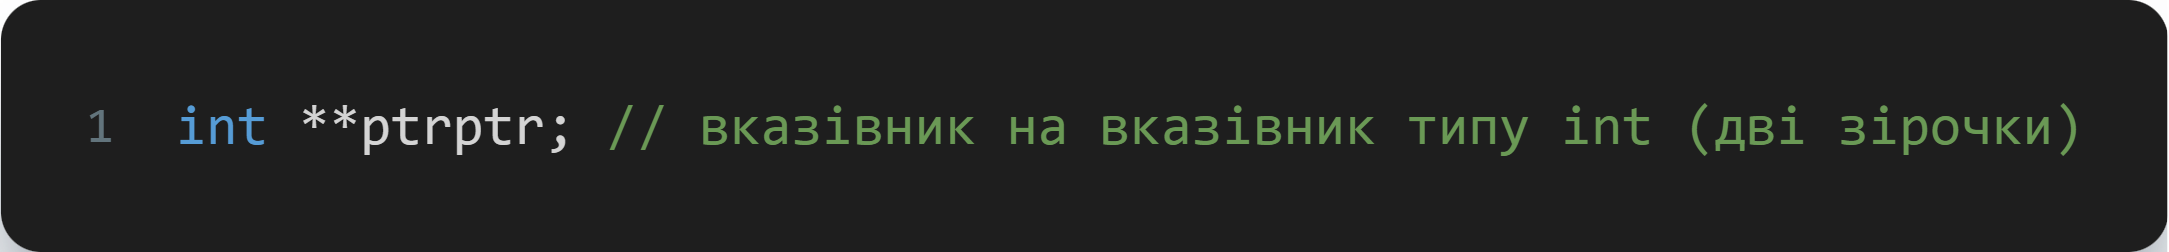 1 int **ptrptr; // вказівник на вказівник типу int (дві зірочки)